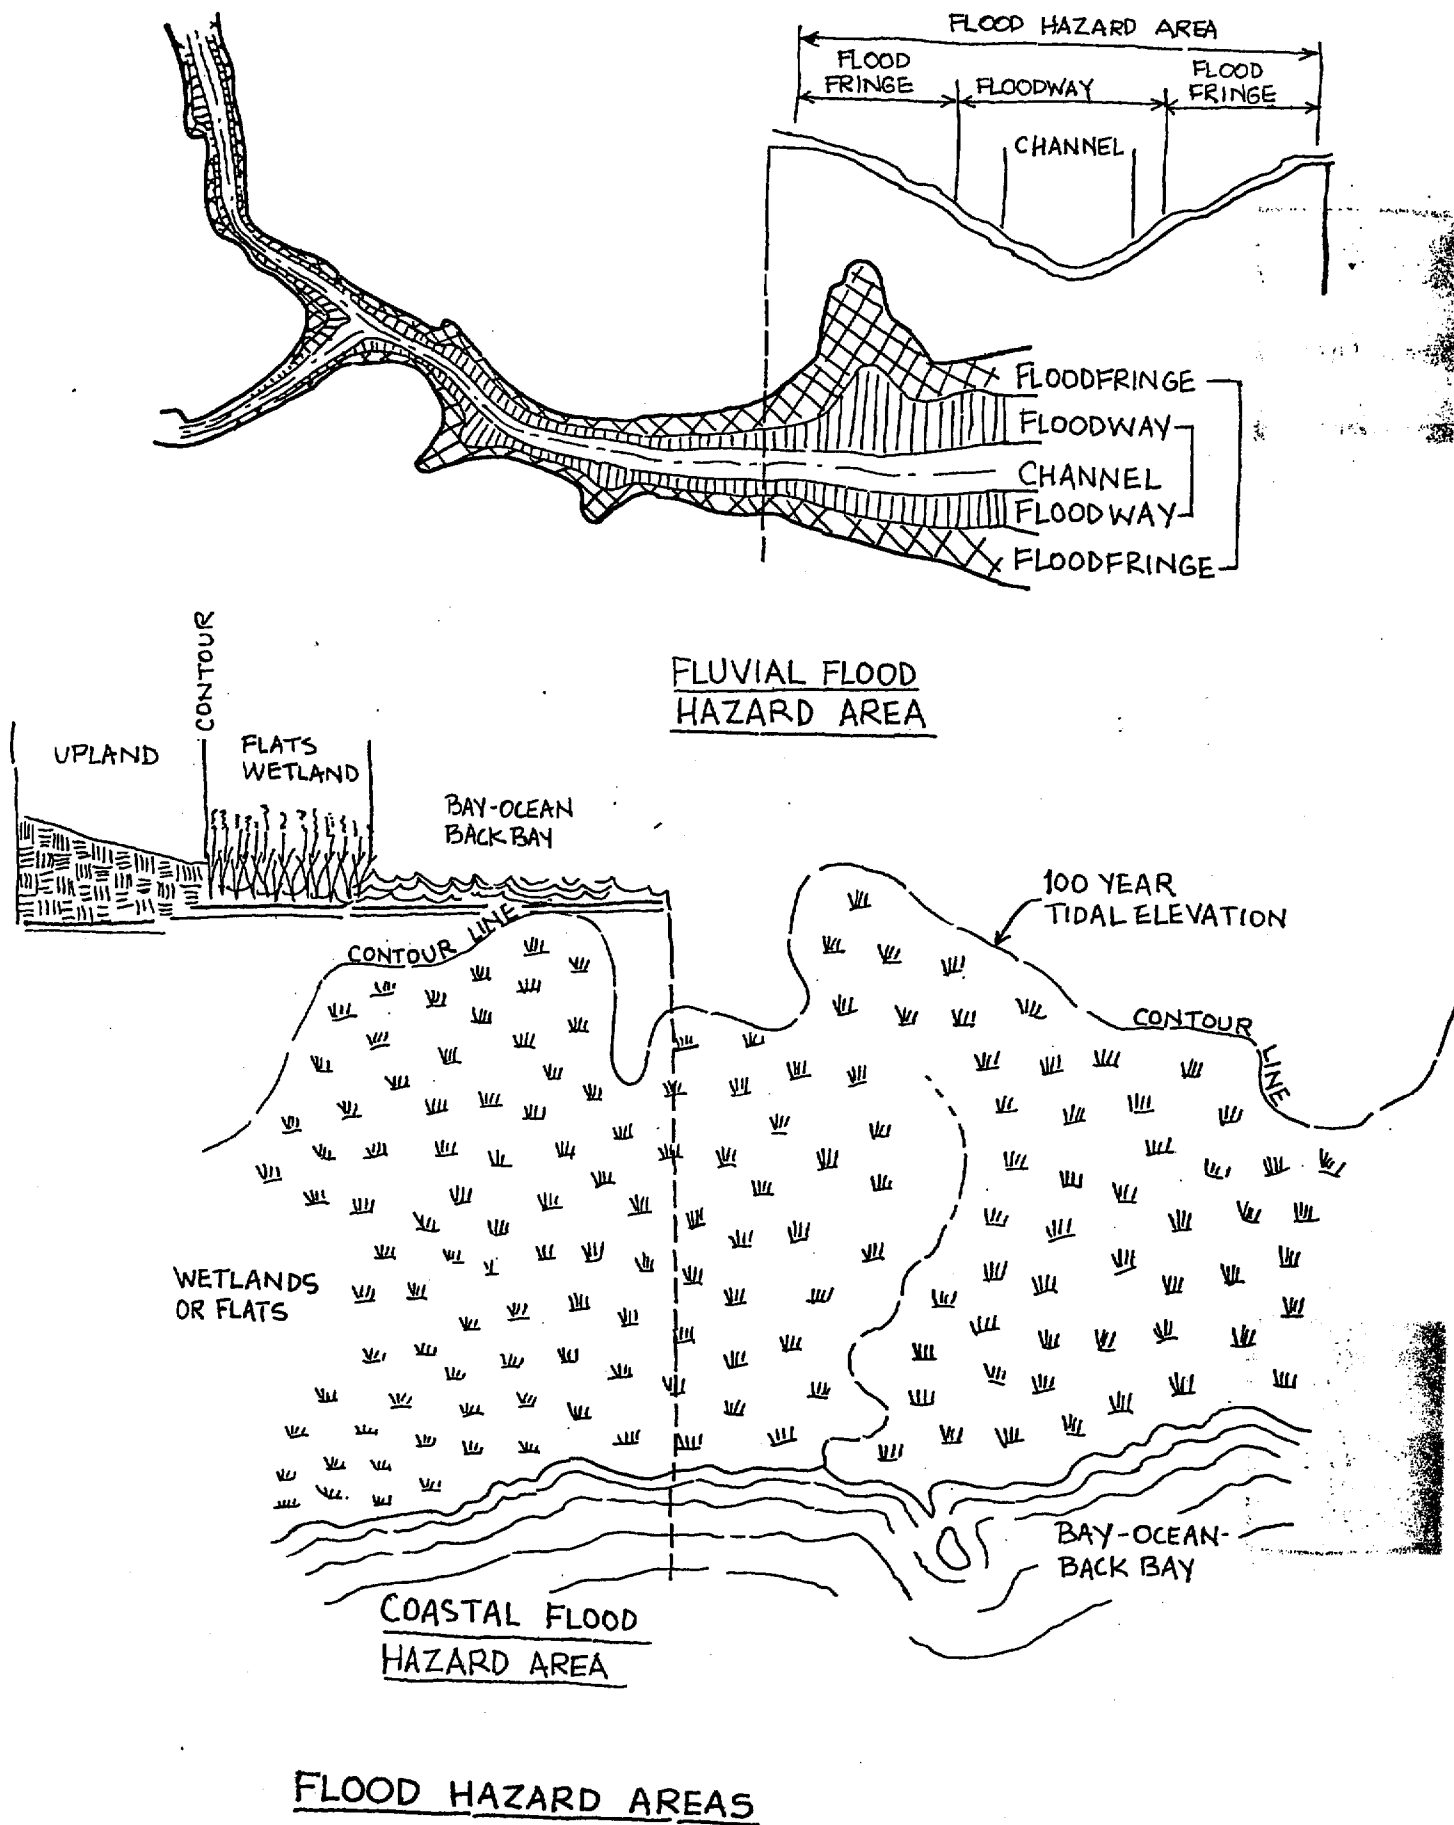 FLOOD HAZARD AREA
FLOOD
FRINGE
FLOODWAY
FLOOD
FRINGE
CHANNEL
FLOODFRINGE
FLOODWAY
CHANNEL
FLOODWAY
FLOODFRINGE
FLUVIAL FLOOD
HAZARD AREA
CONTOUR
UPLAND
FLATS
WETLAND
BAY-OCEAN
BACK BAY
100 YEAR
TIDAL ELEVATION
CONTOUR LINE
CONTOUR LINE
WETLANDS
OR FLATS
BAY-OCEAN-
BACK BAY
COASTAL FLOOD
HAZARD AREA
FLOOD HAZARD AREAS